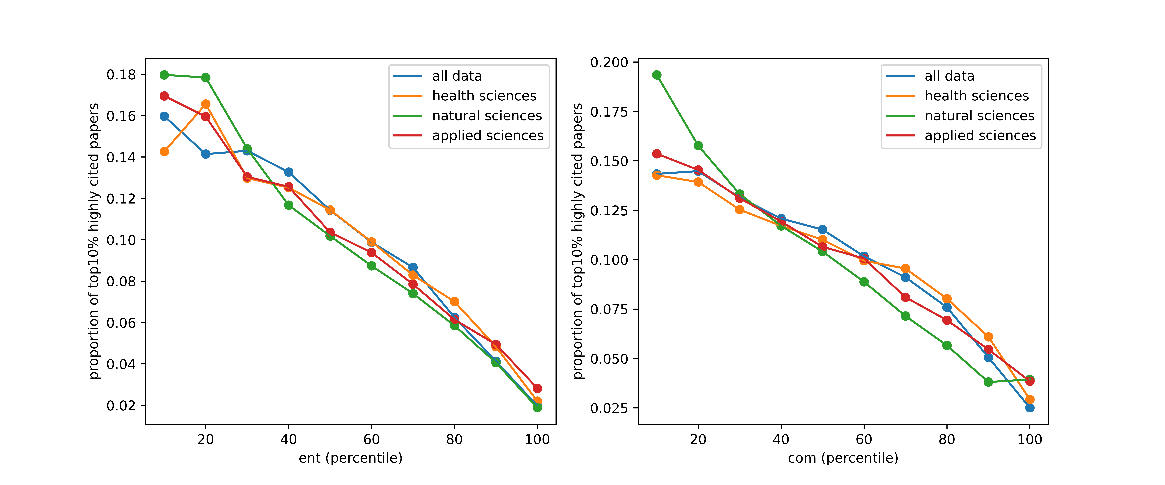 proportion of top10% highly cited papers
0.18
0.16
0.14
0.12
0.10
0.08
0.06
0.04
0.02
20
40
60
80
100
ent (percentile)
all data
health sciences
natural sciences
applied sciences
proportion of top10% highly cited papers
0.200
0.175
0.150
0.125
0.100
0.075
0.050
0.025
20
40
60
80
100
com (percentile)
all data
health sciences
natural sciences
applied sciences